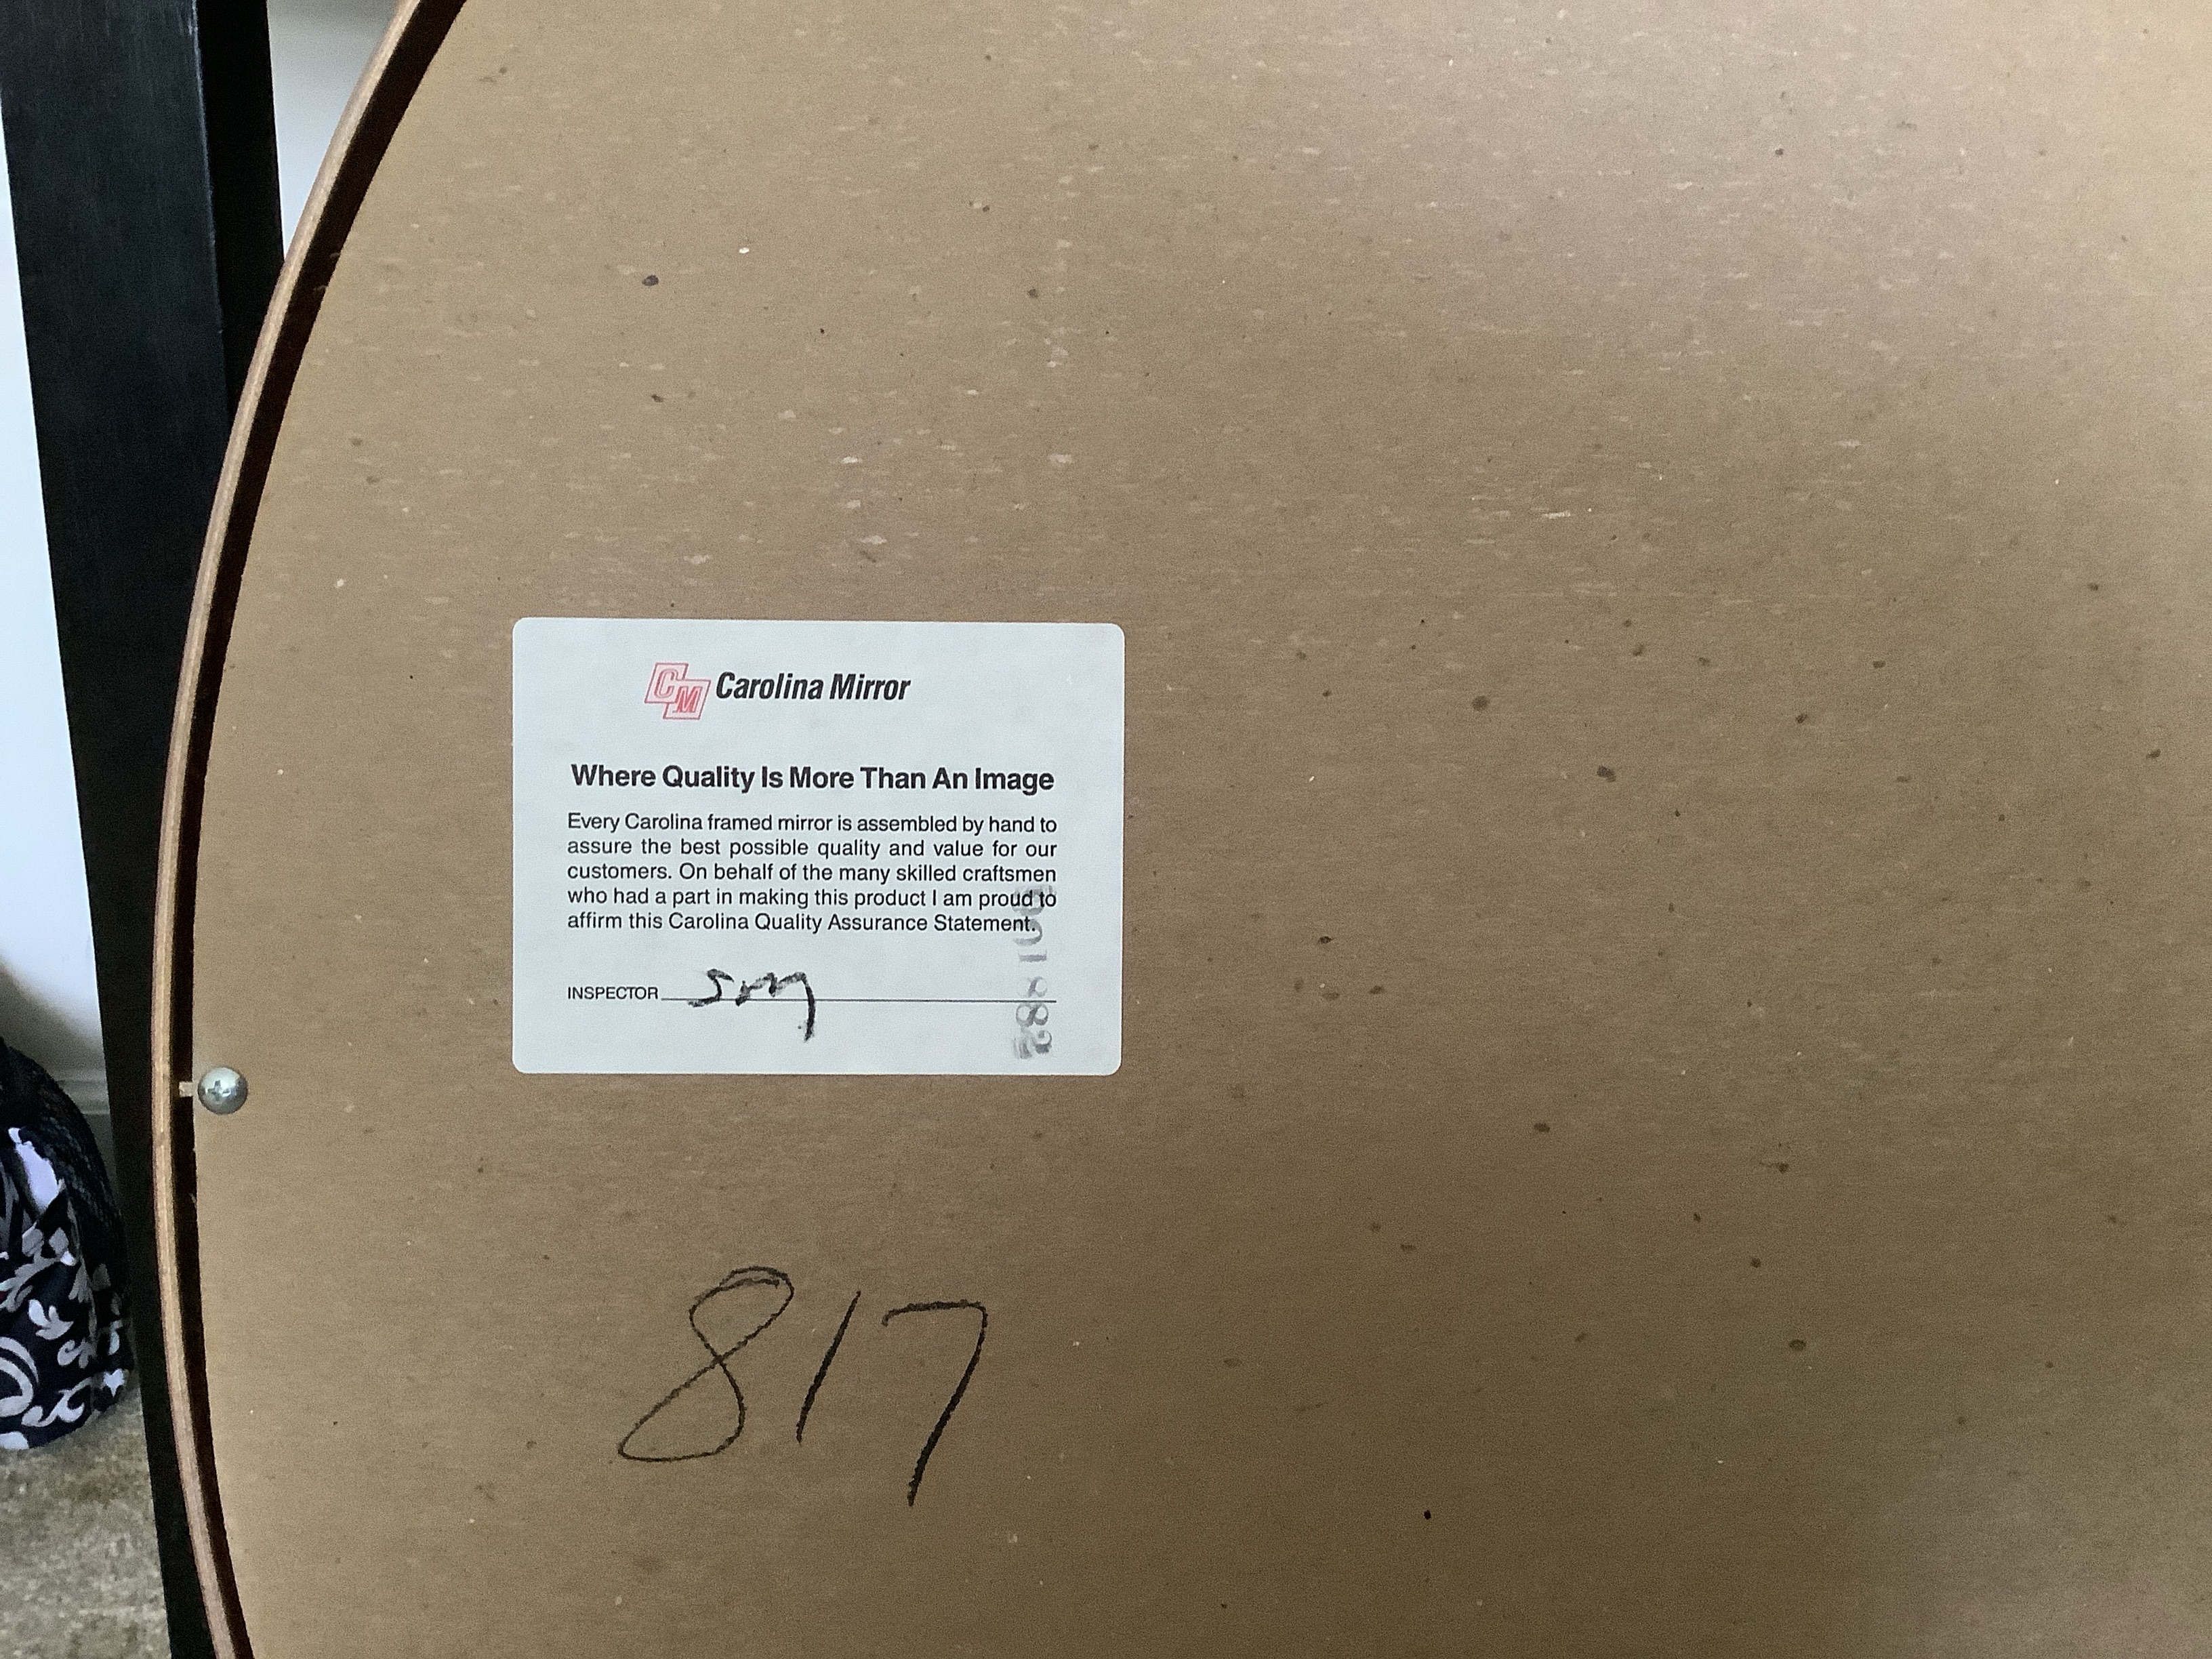 CM Carolina Mirror
Where Quality Is More Than An Image
Every Carolina framed mirror is assembled by hand to
assure the best possible quality and value for our
customers. On behalf of the many skilled craftsmen
who had a part in making this product I am proud to
affirm this Carolina Quality Assurance Statement.
INSPECTOR
817